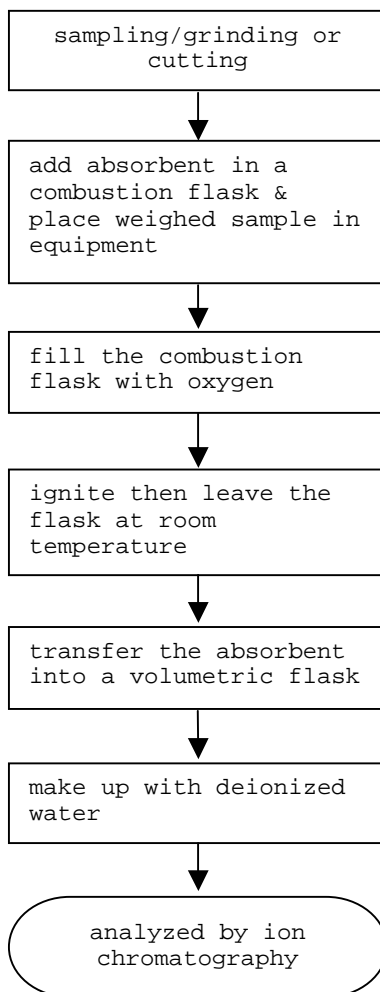 sampling/grinding or
cutting
add absorbent in a
combustion flask &
place weighed sample in
equipment
fill the combustion
flask with oxygen
ignite then leave the
flask at room
temperature
transfer the absorbent
into a volumetric flask
make up with deionized
water
analyzed by ion
chromatography